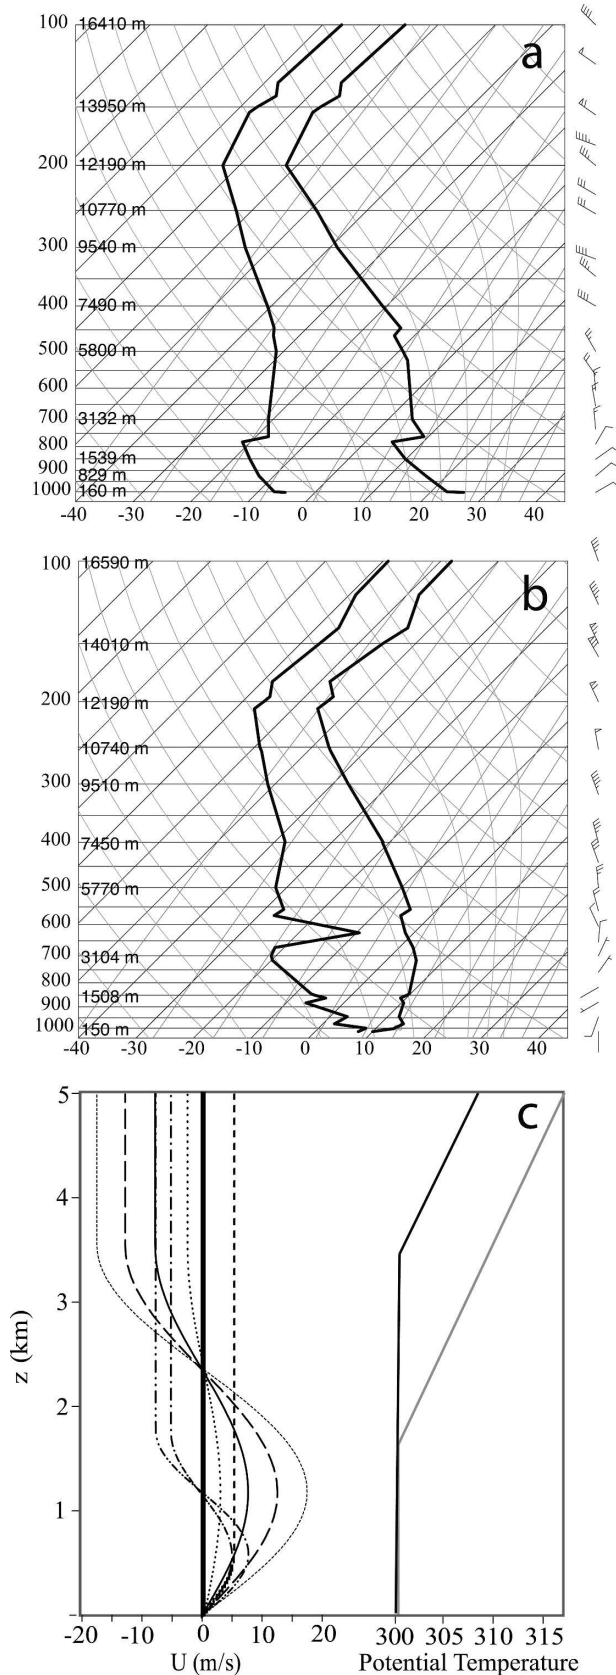 100 16410 m
a
13950 m
200 12190 m
10770 m
300 9540 m
400 7490 m
500 5800 m
600
700 3132 m
800
900 1539 m
829 m
1000 160 m
-40 -30 -20 -10 0 10 20 30 40
100 16590 m
b
14010 m
200 12190 m
10740 m
300 9510 m
400 7450 m
500 5770 m
600
700 3104 m
800
900 1508 m
1000 150 m
-40 -30 -20 -10 0 10 20 30 40
5
c
4
3
z (km)
2
1
-20 -10 0 10 20 300 305 310 315
U (m/s) Potential Temperature